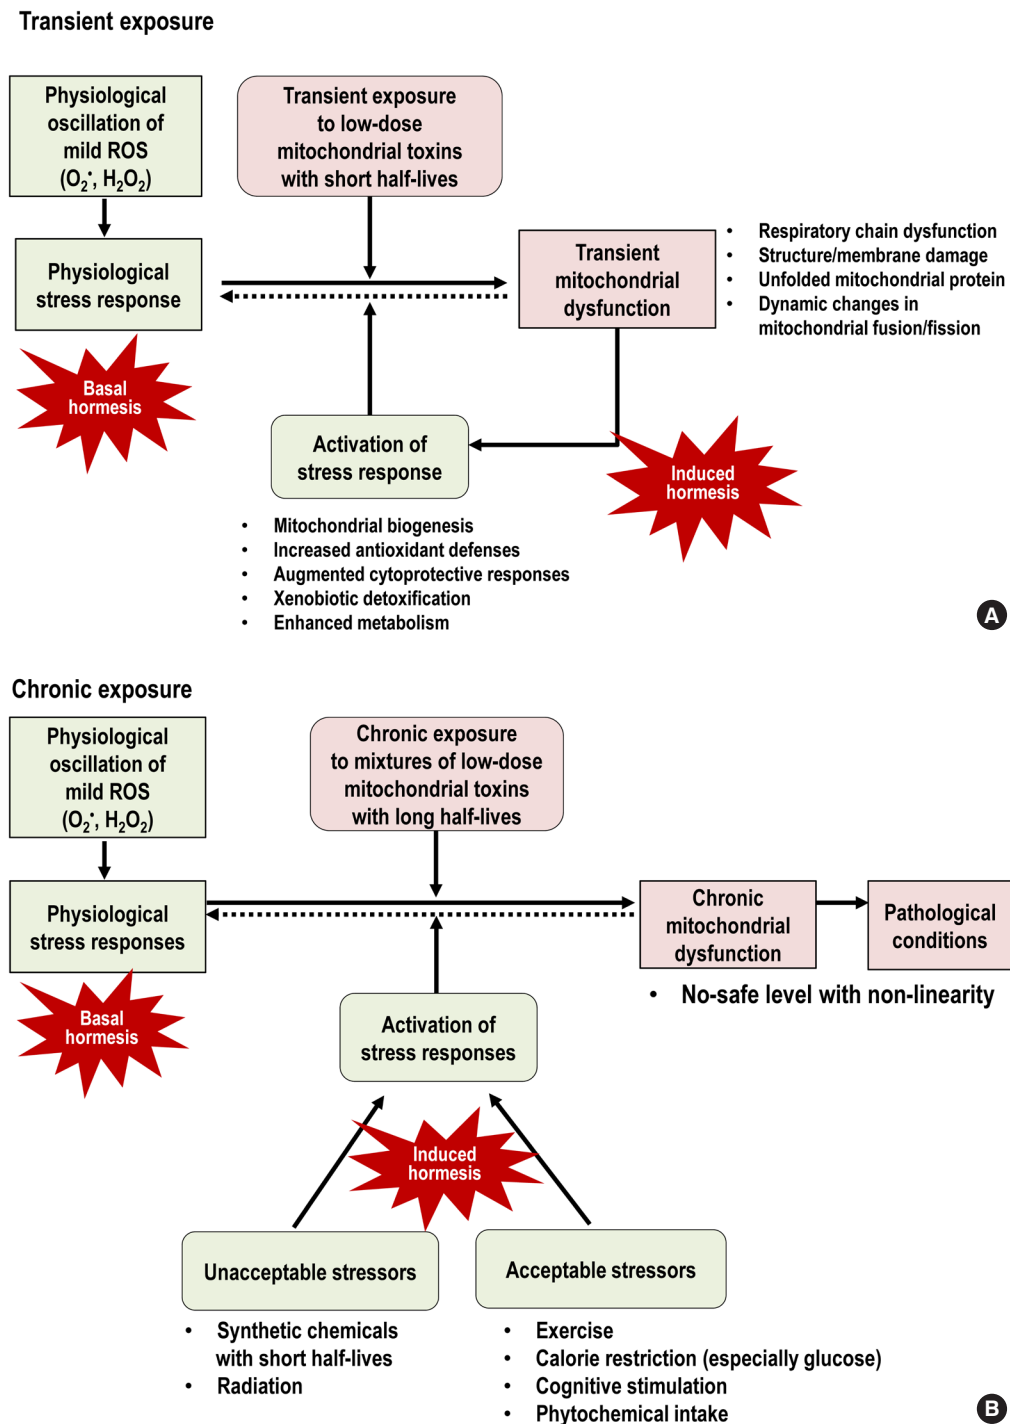 Transient exposure
Physiological
oscillation of
mild ROS
(O₂•, H₂O₂)
Transient exposure
to low-dose
mitochondrial toxins
with short half-lives
Physiological
stress response
Transient
mitochondrial
dysfunction
• Respiratory chain dysfunction
• Structure/membrane damage
• Unfolded mitochondrial protein
• Dynamic changes in
mitochondrial fusion/fission
Basal
hormesis
Activation of
stress response
Induced
hormesis
• Mitochondrial biogenesis
• Increased antioxidant defenses
• Augmented cytoprotective responses
• Xenobiotic detoxification
• Enhanced metabolism
A
Chronic exposure
Physiological
oscillation of
mild ROS
(O₂•, H₂O₂)
Chronic exposure
to mixtures of low-dose
mitochondrial toxins
with long half-lives
Physiological
stress responses
Chronic
mitochondrial
dysfunction
Pathological
conditions
• No-safe level with non-linearity
Basal
hormesis
Activation of
stress responses
Induced
hormesis
Unacceptable stressors
Acceptable stressors
• Synthetic chemicals
with short half-lives
• Radiation
• Exercise
• Calorie restriction (especially glucose)
• Cognitive stimulation
• Phytochemical intake
B